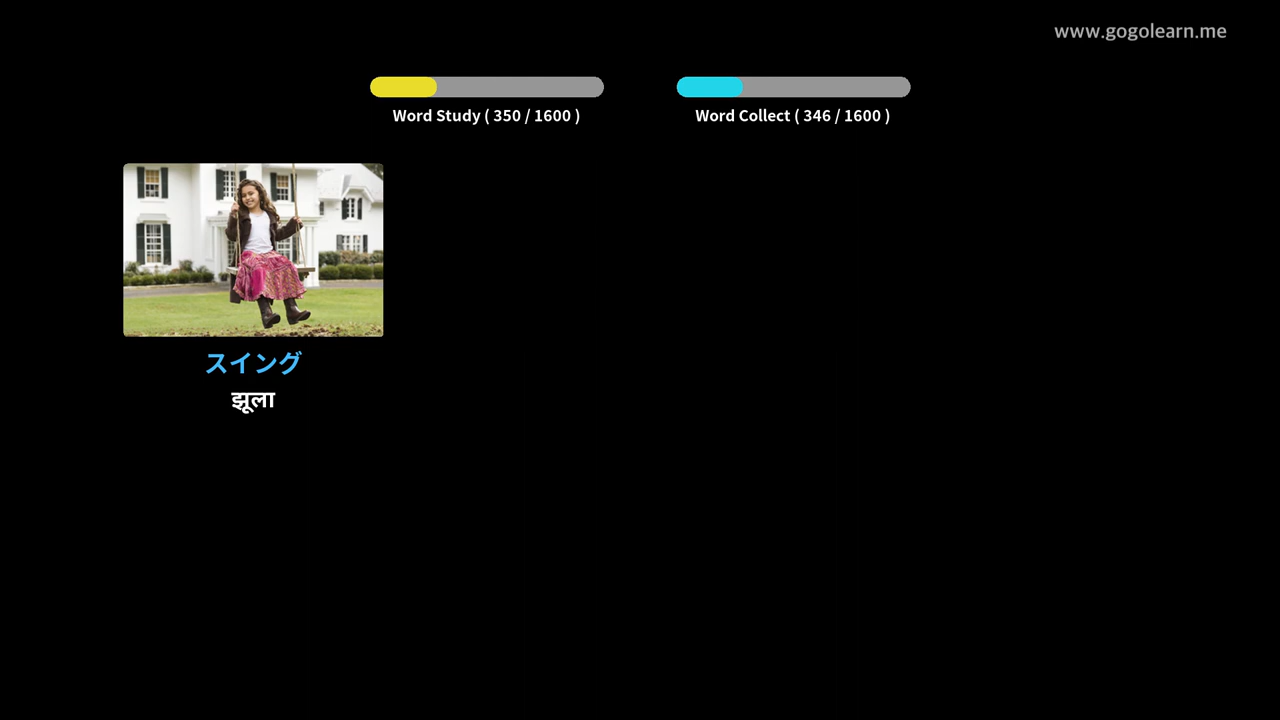 www.gogolearn.me
Word Study ( 350 / 1600 )
Word Collect ( 346 / 1600 )
スイング
झूला